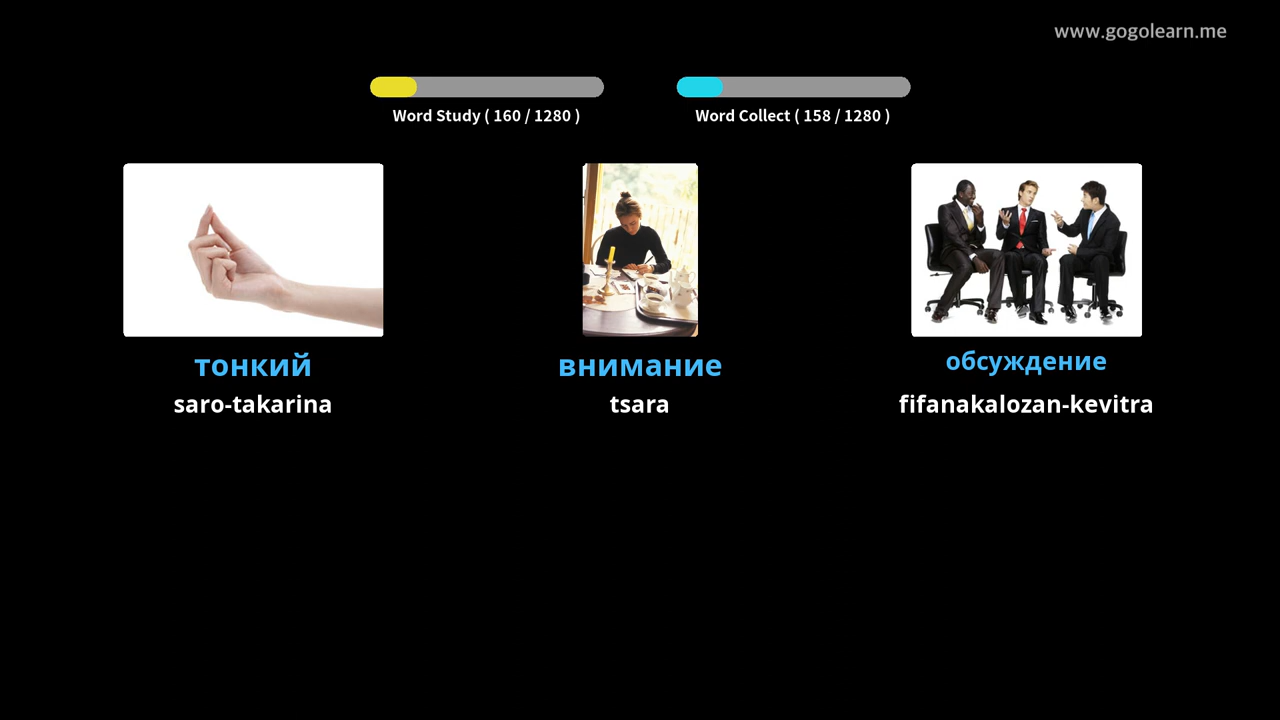 www.gogolearn.me
Word Study ( 160 / 1280 )
Word Collect ( 158 / 1280 )
тонкий
внимание
обсуждение
saro-takarina
tsara
fifanakalozan-kevitra